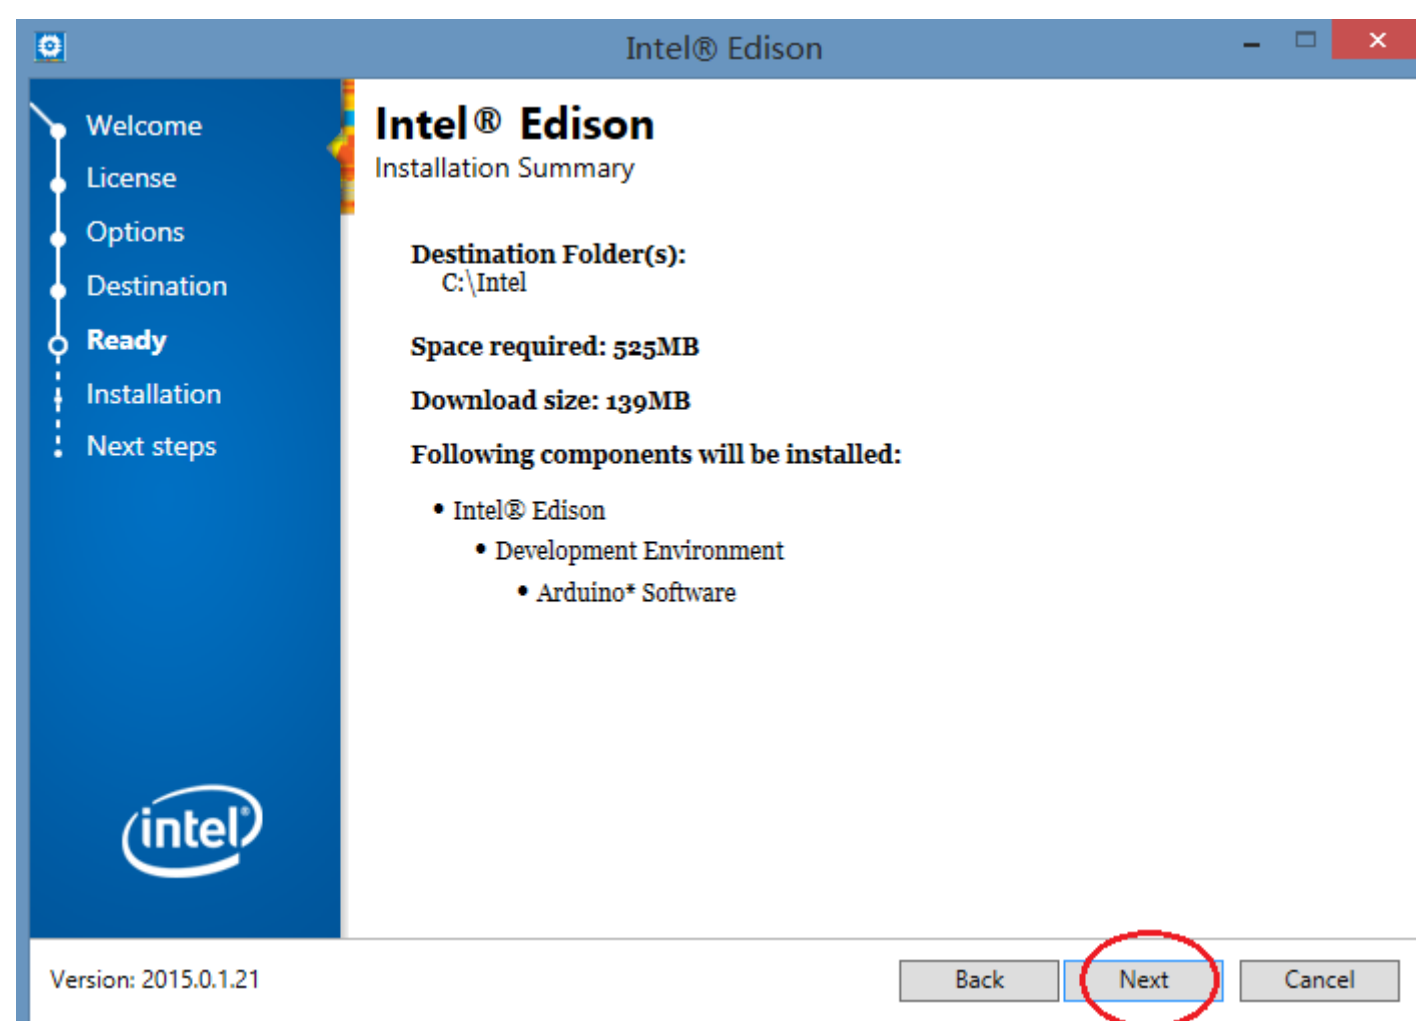 Intel® Edison
Welcome
License
Options
Destination
Ready
Installation
Next steps
intel®
Intel® Edison
Installation Summary
Destination Folder(s):
C:\Intel
Space required: 525MB
Download size: 139MB
Following components will be installed:
• Intel® Edison
• Development Environment
• Arduino* Software
Version: 2015.0.1.21
Back Next Cancel